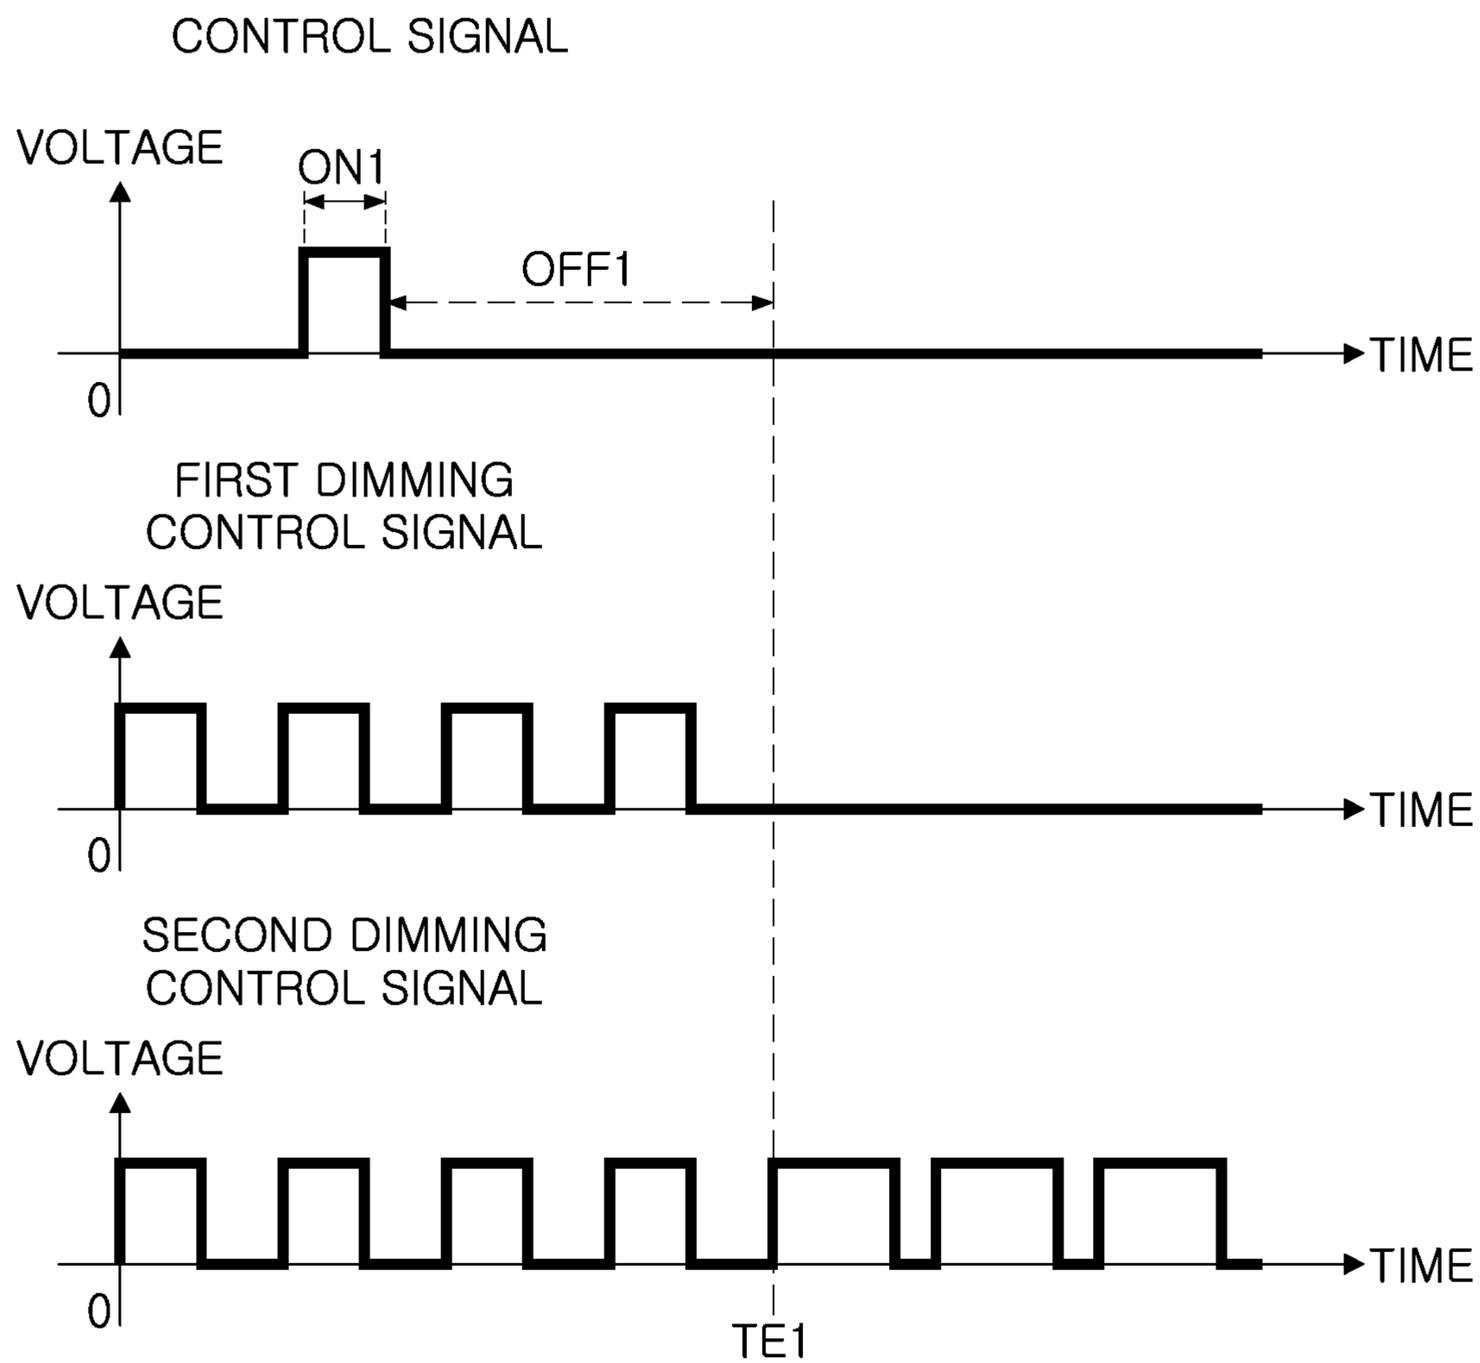 CONTROL SIGNAL
VOLTAGE
ON1
OFF1
TIME
0
FIRST DIMMING
CONTROL SIGNAL
VOLTAGE
TIME
0
SECOND DIMMING
CONTROL SIGNAL
VOLTAGE
TIME
0
TE1